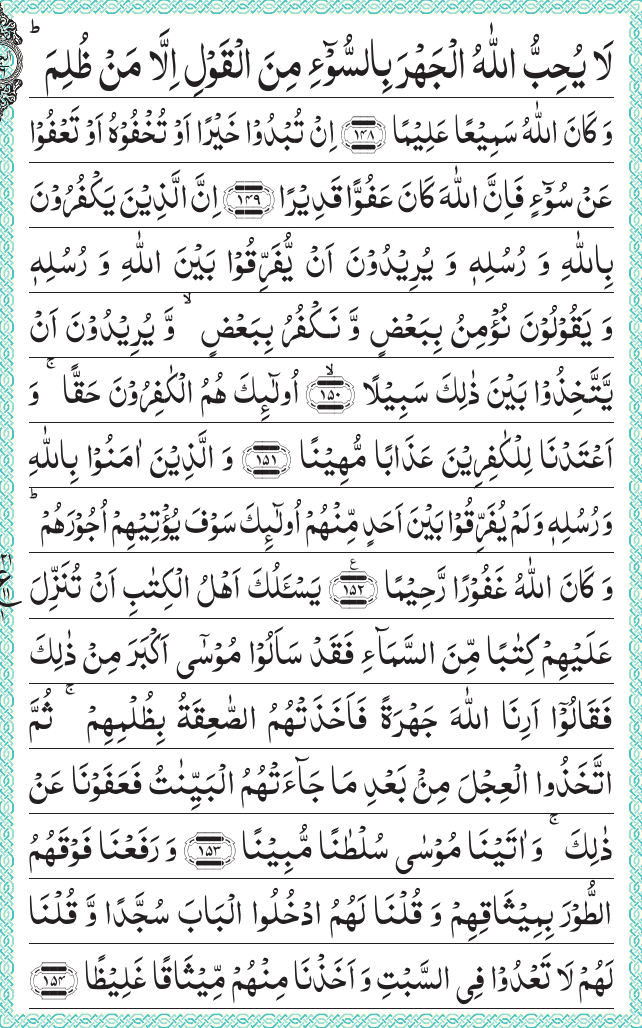 لَا يُحِبُّ اللّٰهُ الْجَهْرَ بِالسُّوْٓءِ مِنَ الْقَوْلِ اِلَّا مَنْ ظُلِمَ ؕ
وَ كَانَ اللّٰهُ سَمِيْعًا عَلِيْمًا ﴿۱۴۸﴾ اِنْ تُبْدُوْا خَيْرًا اَوْ تُخْفُوْهُ اَوْ تَعْفُوْا
عَنْ سُوْٓءٍ فَاِنَّ اللّٰهَ كَانَ عَفُوًّا قَدِيْرًا ﴿۱۴۹﴾ اِنَّ الَّذِيْنَ يَكْفُرُوْنَ
بِاللّٰهِ وَ رُسُلِهٖ وَ يُرِيْدُوْنَ اَنْ يُّفَرِّقُوْا بَيْنَ اللّٰهِ وَ رُسُلِهٖ
وَ يَقُوْلُوْنَ نُؤْمِنُ بِبَعْضٍ وَّ نَكْفُرُ بِبَعْضٍ ۙ وَّ يُرِيْدُوْنَ اَنْ
يَّتَّخِذُوْا بَيْنَ ذٰلِكَ سَبِيْلًا ﴿۱۵۰﴾ۙ اُولٰٓئِكَ هُمُ الْكٰفِرُوْنَ حَقًّا ۚ وَ
اَعْتَدْنَا لِلْكٰفِرِيْنَ عَذَابًا مُّهِيْنًا ﴿۱۵۱﴾ وَ الَّذِيْنَ اٰمَنُوْا بِاللّٰهِ
وَ رُسُلِهٖ وَ لَمْ يُفَرِّقُوْا بَيْنَ اَحَدٍ مِّنْهُمْ اُولٰٓئِكَ سَوْفَ يُؤْتِيْهِمْ اُجُوْرَهُمْ ؕ
وَ كَانَ اللّٰهُ غَفُوْرًا رَّحِيْمًا ﴿۱۵۲﴾ع يَسْـَٔلُكَ اَهْلُ الْكِتٰبِ اَنْ تُنَزِّلَ
عَلَيْهِمْ كِتٰبًا مِّنَ السَّمَآءِ فَقَدْ سَاَلُوْا مُوْسٰۤى اَكْبَرَ مِنْ ذٰلِكَ
فَقَالُوْۤا اَرِنَا اللّٰهَ جَهْرَةً فَاَخَذَتْهُمُ الصّٰعِقَةُ بِظُلْمِهِمْ ۚ ثُمَّ
اتَّخَذُوا الْعِجْلَ مِنْۢ بَعْدِ مَا جَآءَتْهُمُ الْبَيِّنٰتُ فَعَفَوْنَا عَنْ
ذٰلِكَ ۚ وَ اٰتَيْنَا مُوْسٰى سُلْطٰنًا مُّبِيْنًا ﴿۱۵۳﴾ وَ رَفَعْنَا فَوْقَهُمُ
الطُّوْرَ بِمِيْثَاقِهِمْ وَ قُلْنَا لَهُمُ ادْخُلُوا الْبَابَ سُجَّدًا وَّ قُلْنَا
لَهُمْ لَا تَعْدُوْا فِى السَّبْتِ وَ اَخَذْنَا مِنْهُمْ مِّيْثَاقًا غَلِيْظًا ﴿۱۵۴﴾